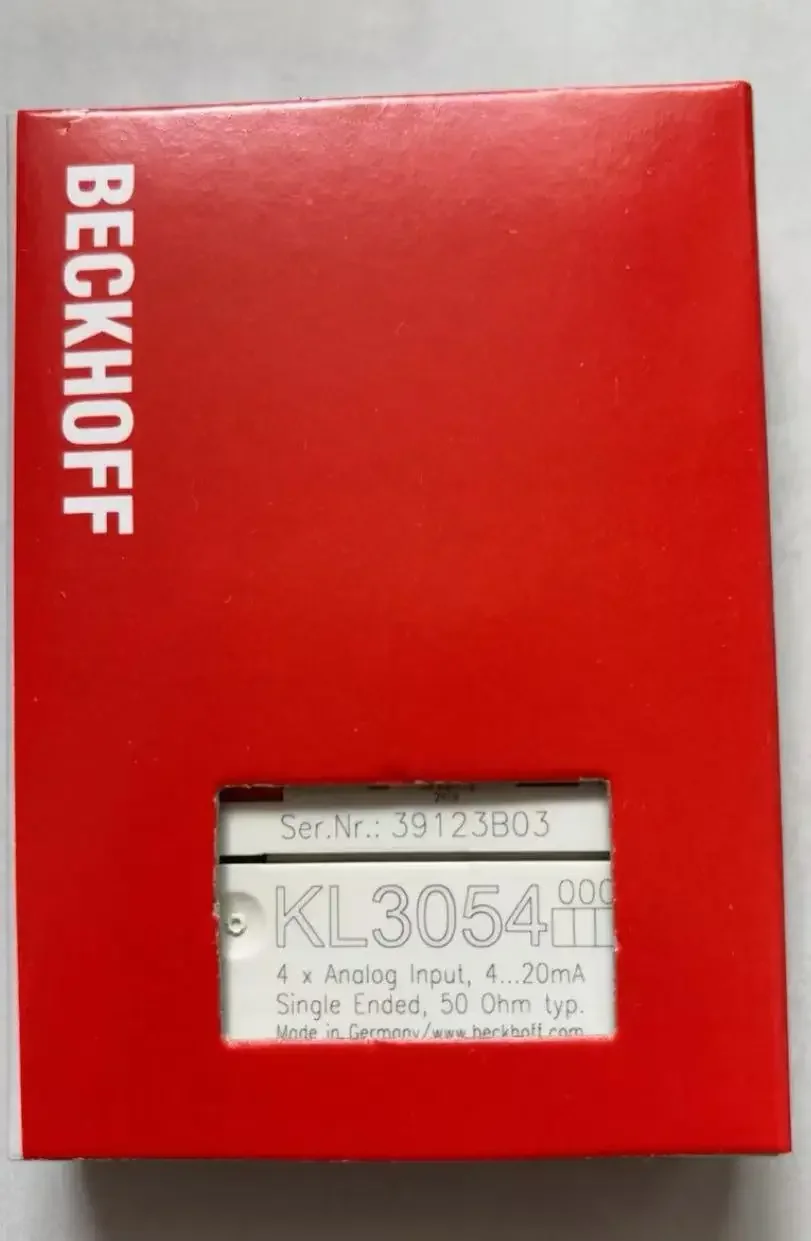 BECKHOFF
Ser.Nr.: 39123B03
KL3054
000
4 x Analog Input, 4...20mA
Single Ended, 50 Ohm typ.
Made in Germany/www.beckhoff.com